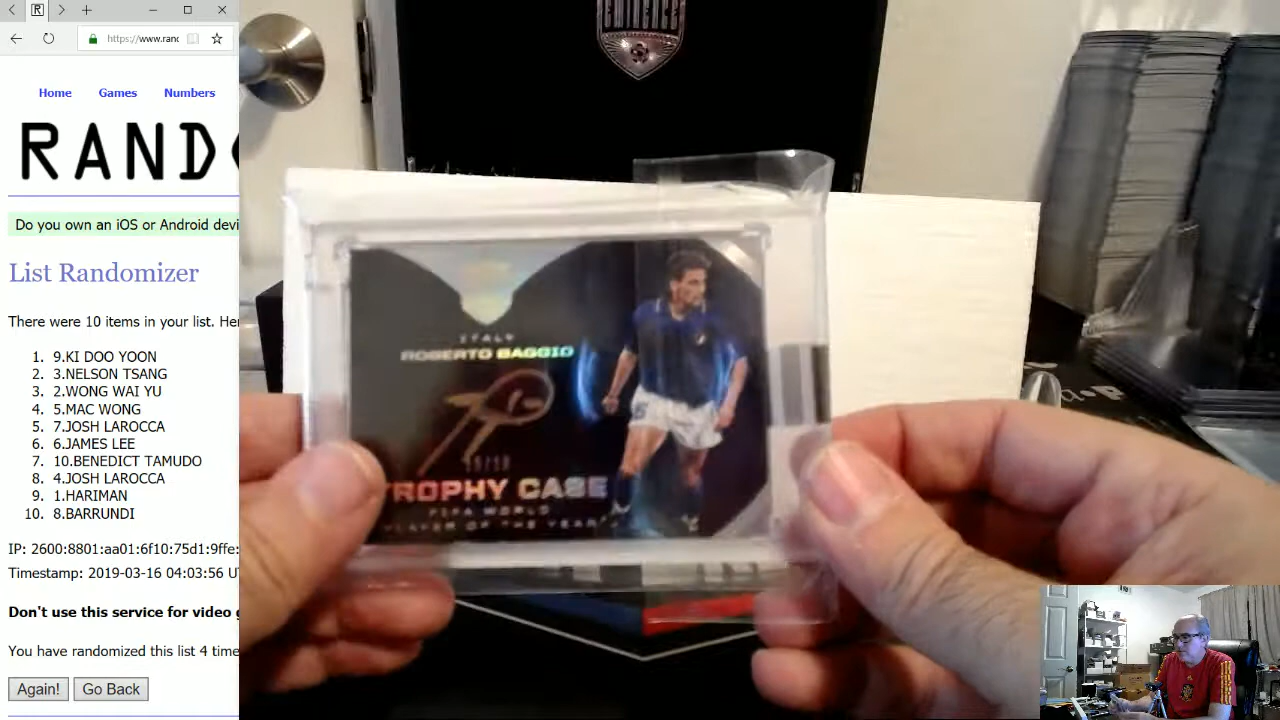 https://www.ranc
Home Games Numbers
RAND
Do you own an iOS or Android devi
List Randomizer
There were 10 items in your list. Her
1. 9.KI DOO YOON
2. 3.NELSON TSANG
3. 2.WONG WAI YU
4. 5.MAC WONG
5. 7.JOSH LAROCCA
6. 6.JAMES LEE
7. 10.BENEDICT TAMUDO
8. 4.JOSH LAROCCA
9. 1.HARIMAN
10. 8.BARRUNDI
IP: 2600:8801:aa01:6f10:75d1:9ffe:
Timestamp: 2019-03-16 04:03:56 U
Don't use this service for video g
You have randomized this list 4 time
Again! Go Back
ITALY
ROBERTO BAGGIO
TROPHY CASE
FIFA WORLD
PLAYER OF THE YEAR